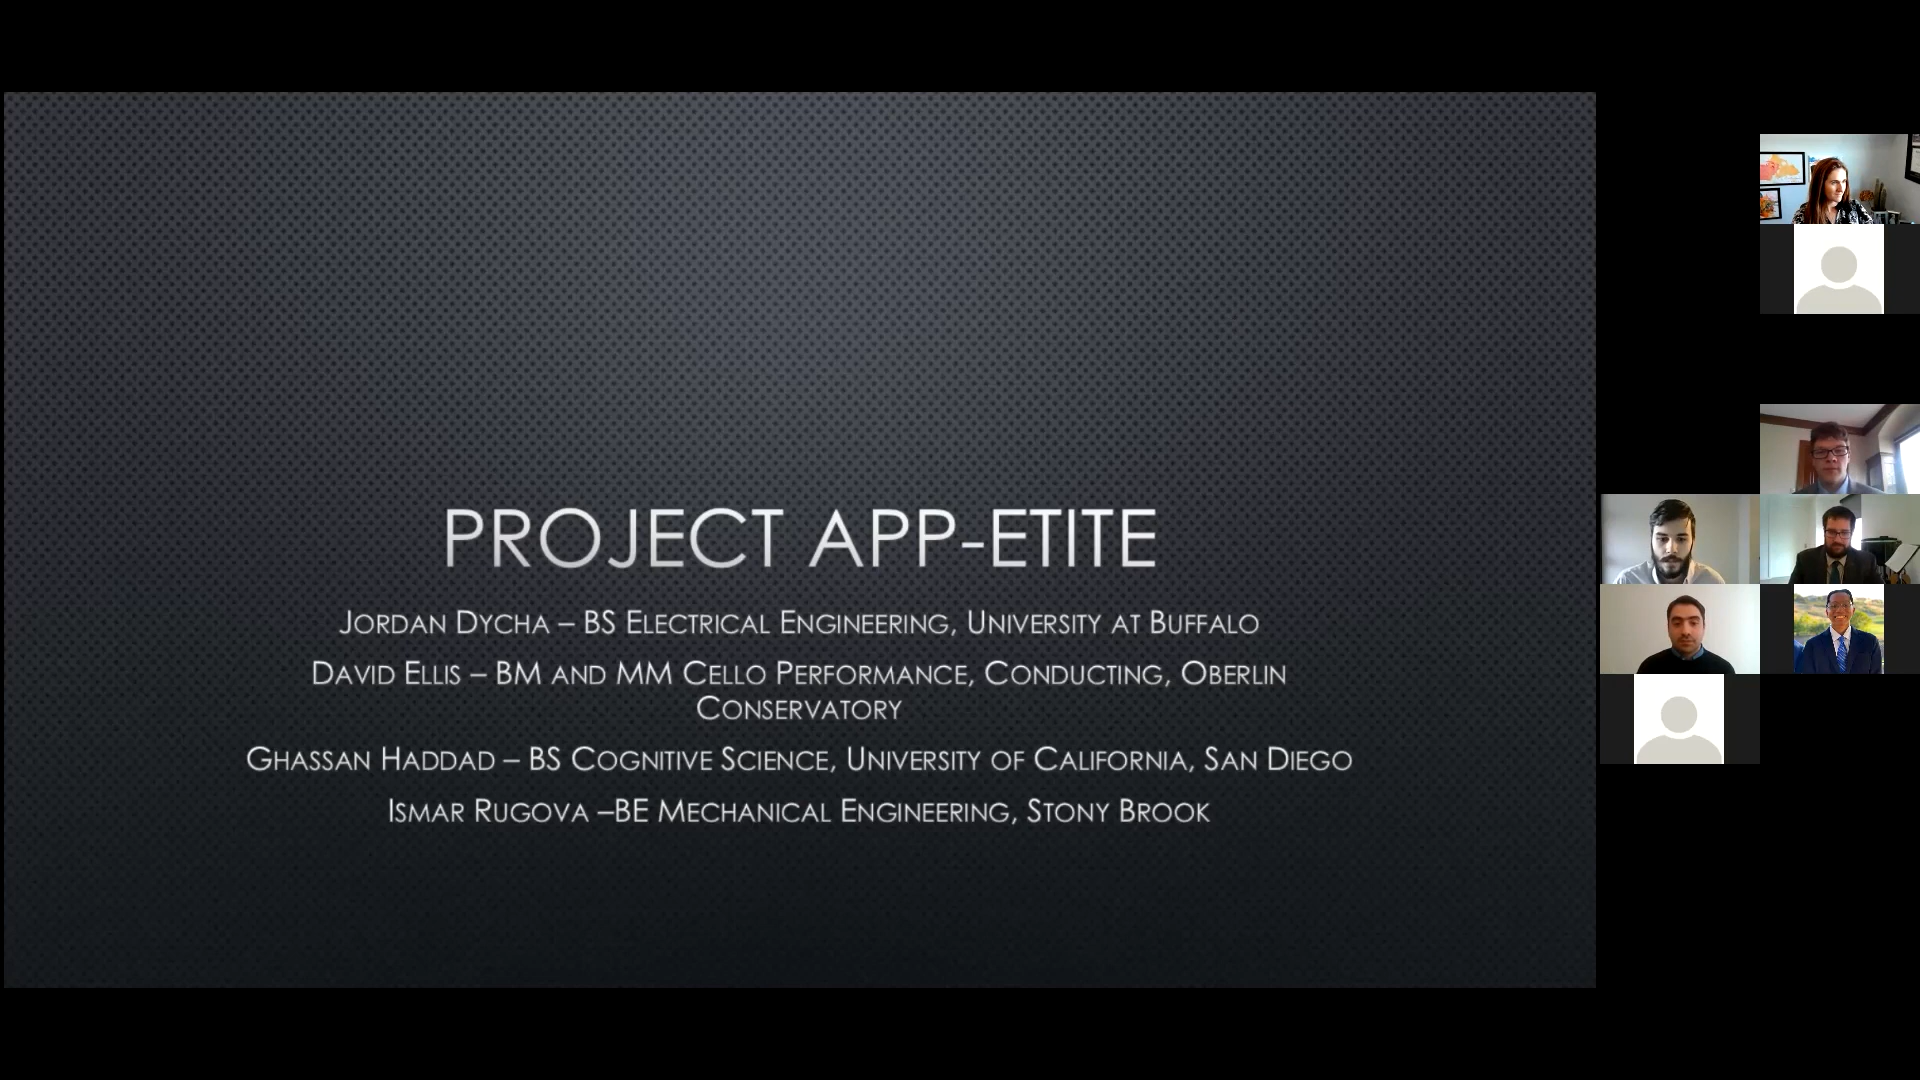 PROJECT APP-ETITE
JORDAN DYCHA – BS ELECTRICAL ENGINEERING, UNIVERSITY AT BUFFALO
DAVID ELLIS – BM AND MM CELLO PERFORMANCE, CONDUCTING, OBERLIN
CONSERVATORY
GHASSAN HADDAD – BS COGNITIVE SCIENCE, UNIVERSITY OF CALIFORNIA, SAN DIEGO
ISMAR RUGOVA –BE MECHANICAL ENGINEERING, STONY BROOK